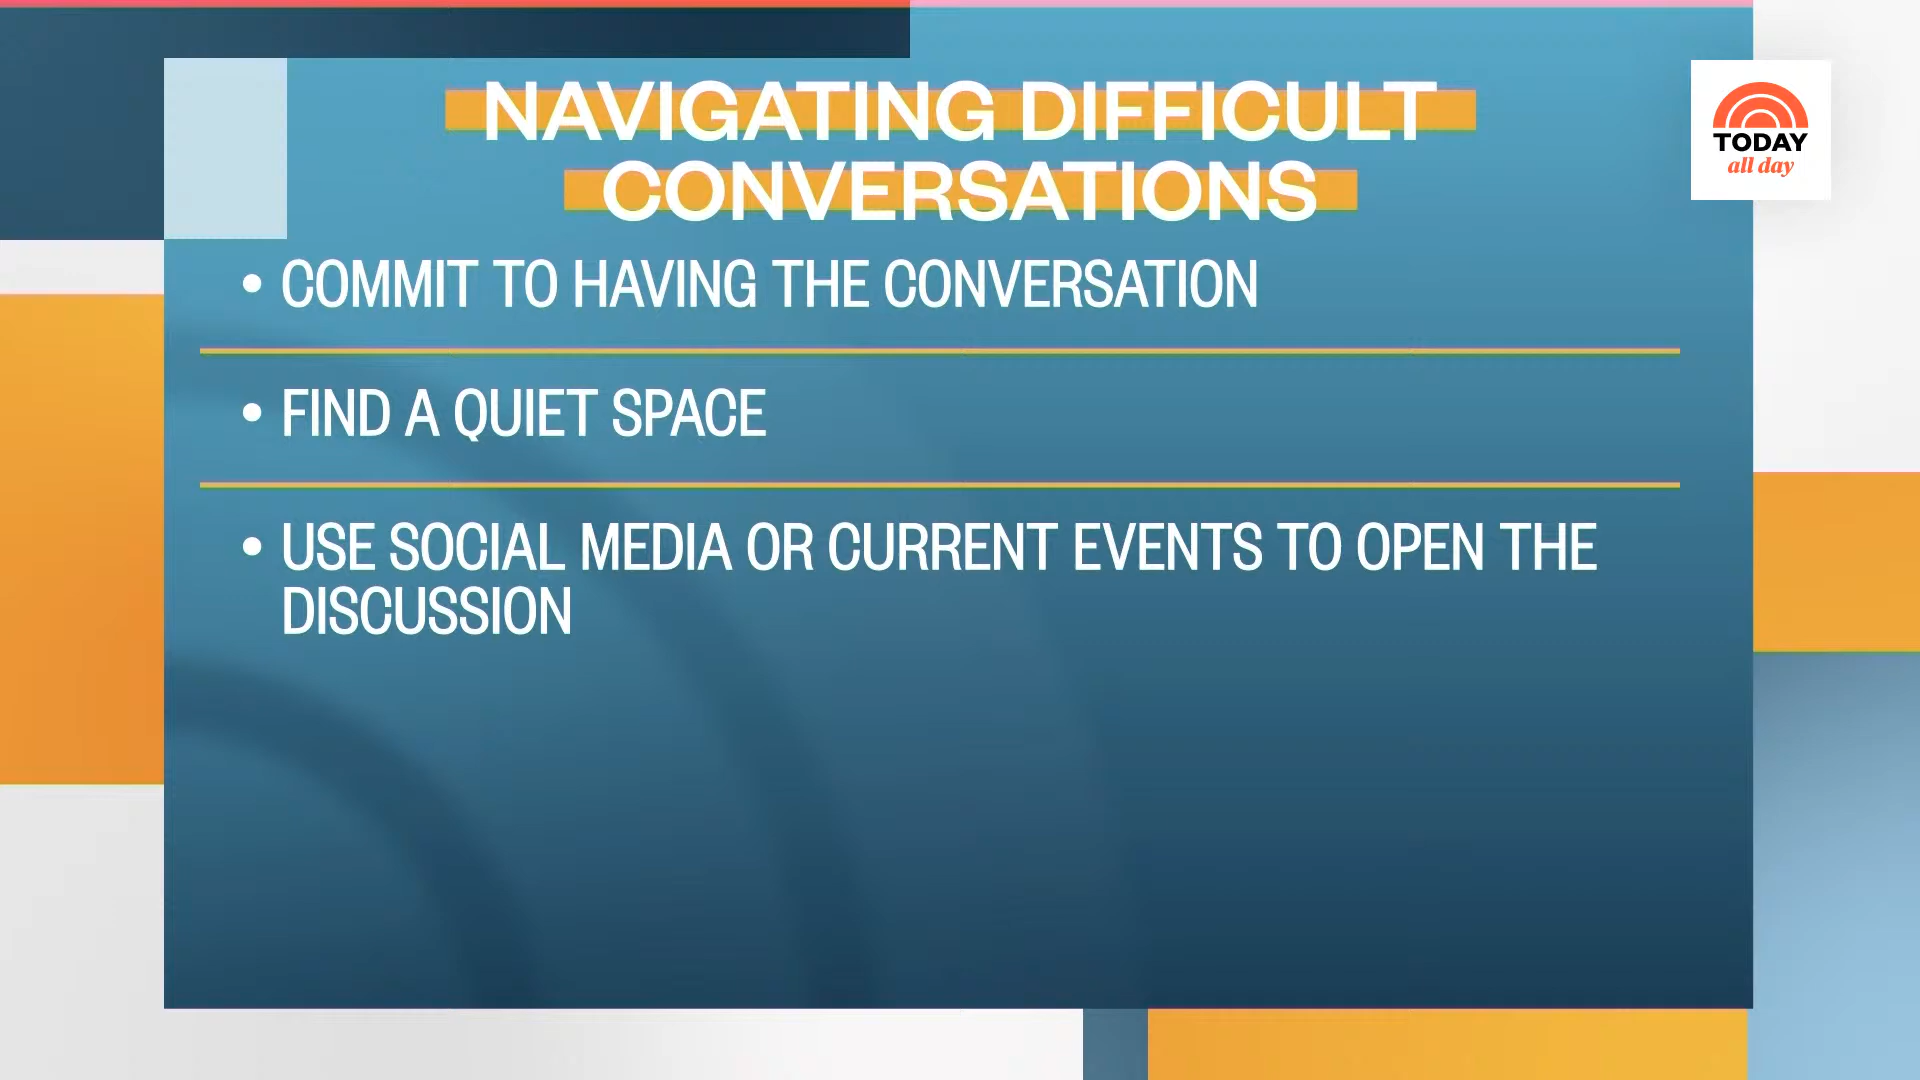 NAVIGATING DIFFICULT
CONVERSATIONS
TODAY
all day
• COMMIT TO HAVING THE CONVERSATION
• FIND A QUIET SPACE
• USE SOCIAL MEDIA OR CURRENT EVENTS TO OPEN THE
DISCUSSION